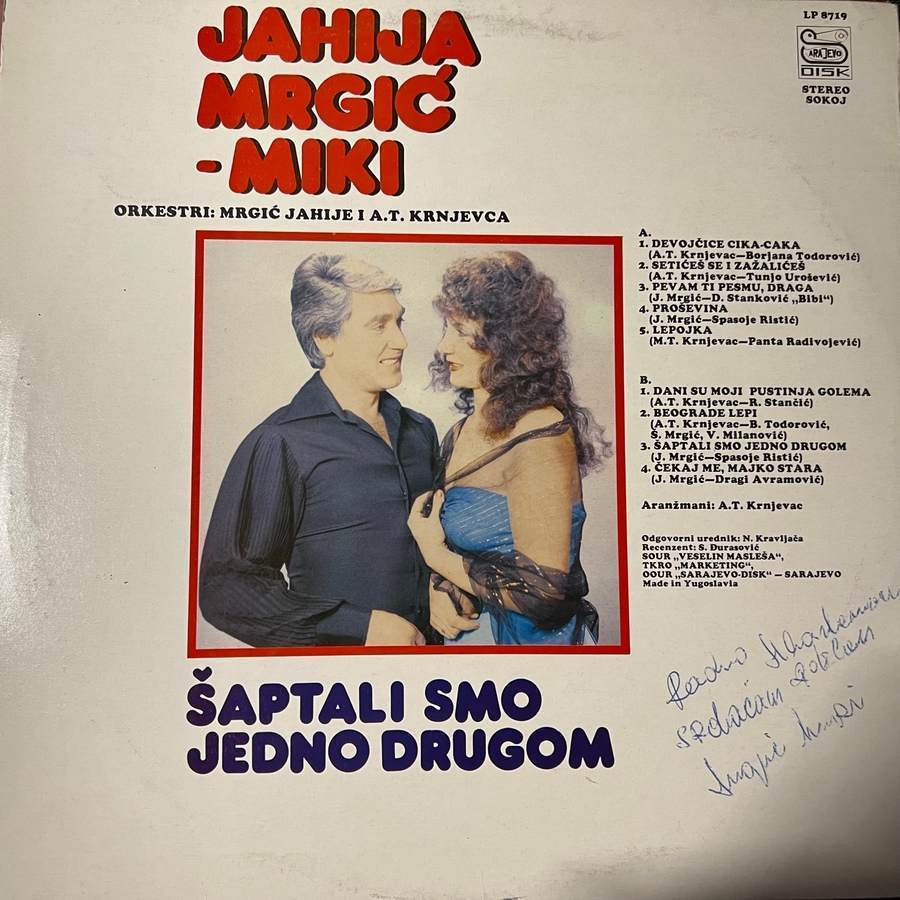 JAHIJA
MRGIĆ
-MIKI
LP 8719
SARAJEVO
DISK
STEREO
SOKOJ
ORKESTRI: MRGIĆ JAHIJE I A.T. KRNJEVCA
A.
1. DEVOJČICE CIKA-CAKA
(A.T. Krnjevac—Borjana Todorović)
2. SETIĆEŠ SE I ZAŽALIĆEŠ
(A.T. Krnjevac—Tunjo Urošević)
3. PEVAM TI PESMU, DRAGA
(J. Mrgić—D. Stanković „Bibi“)
4. PROŠEVINA
(J. Mrgić—Spasoje Ristić)
5. LEPOJKA
(M.T. Krnjevac—Panta Radivojević)
B.
1. DANI SU MOJI PUSTINJA GOLEMA
(A.T. Krnjevac—R. Stančić)
2. BEOGRADE LEPI
(A.T. Krnjevac—B. Todorović,
Š. Mrgić, V. Milanović)
3. ŠAPTALI SMO JEDNO DRUGOM
(J. Mrgić—Spasoje Ristić)
4. ČEKAJ ME, MAJKO STARA
(J. Mrgić—Dragi Avramović)
Aranžmani: A.T. Krnjevac
Odgovorni urednik: N. Kravljača
Recenzent: S. Đurasović
SOUR „VESELIN MASLEŠA“,
TKRO „MARKETING“,
OOUR „SARAJEVO-DISK“ — SARAJEVO
Made in Yugoslavia
ŠAPTALI SMO
JEDNO DRUGOM
Radno